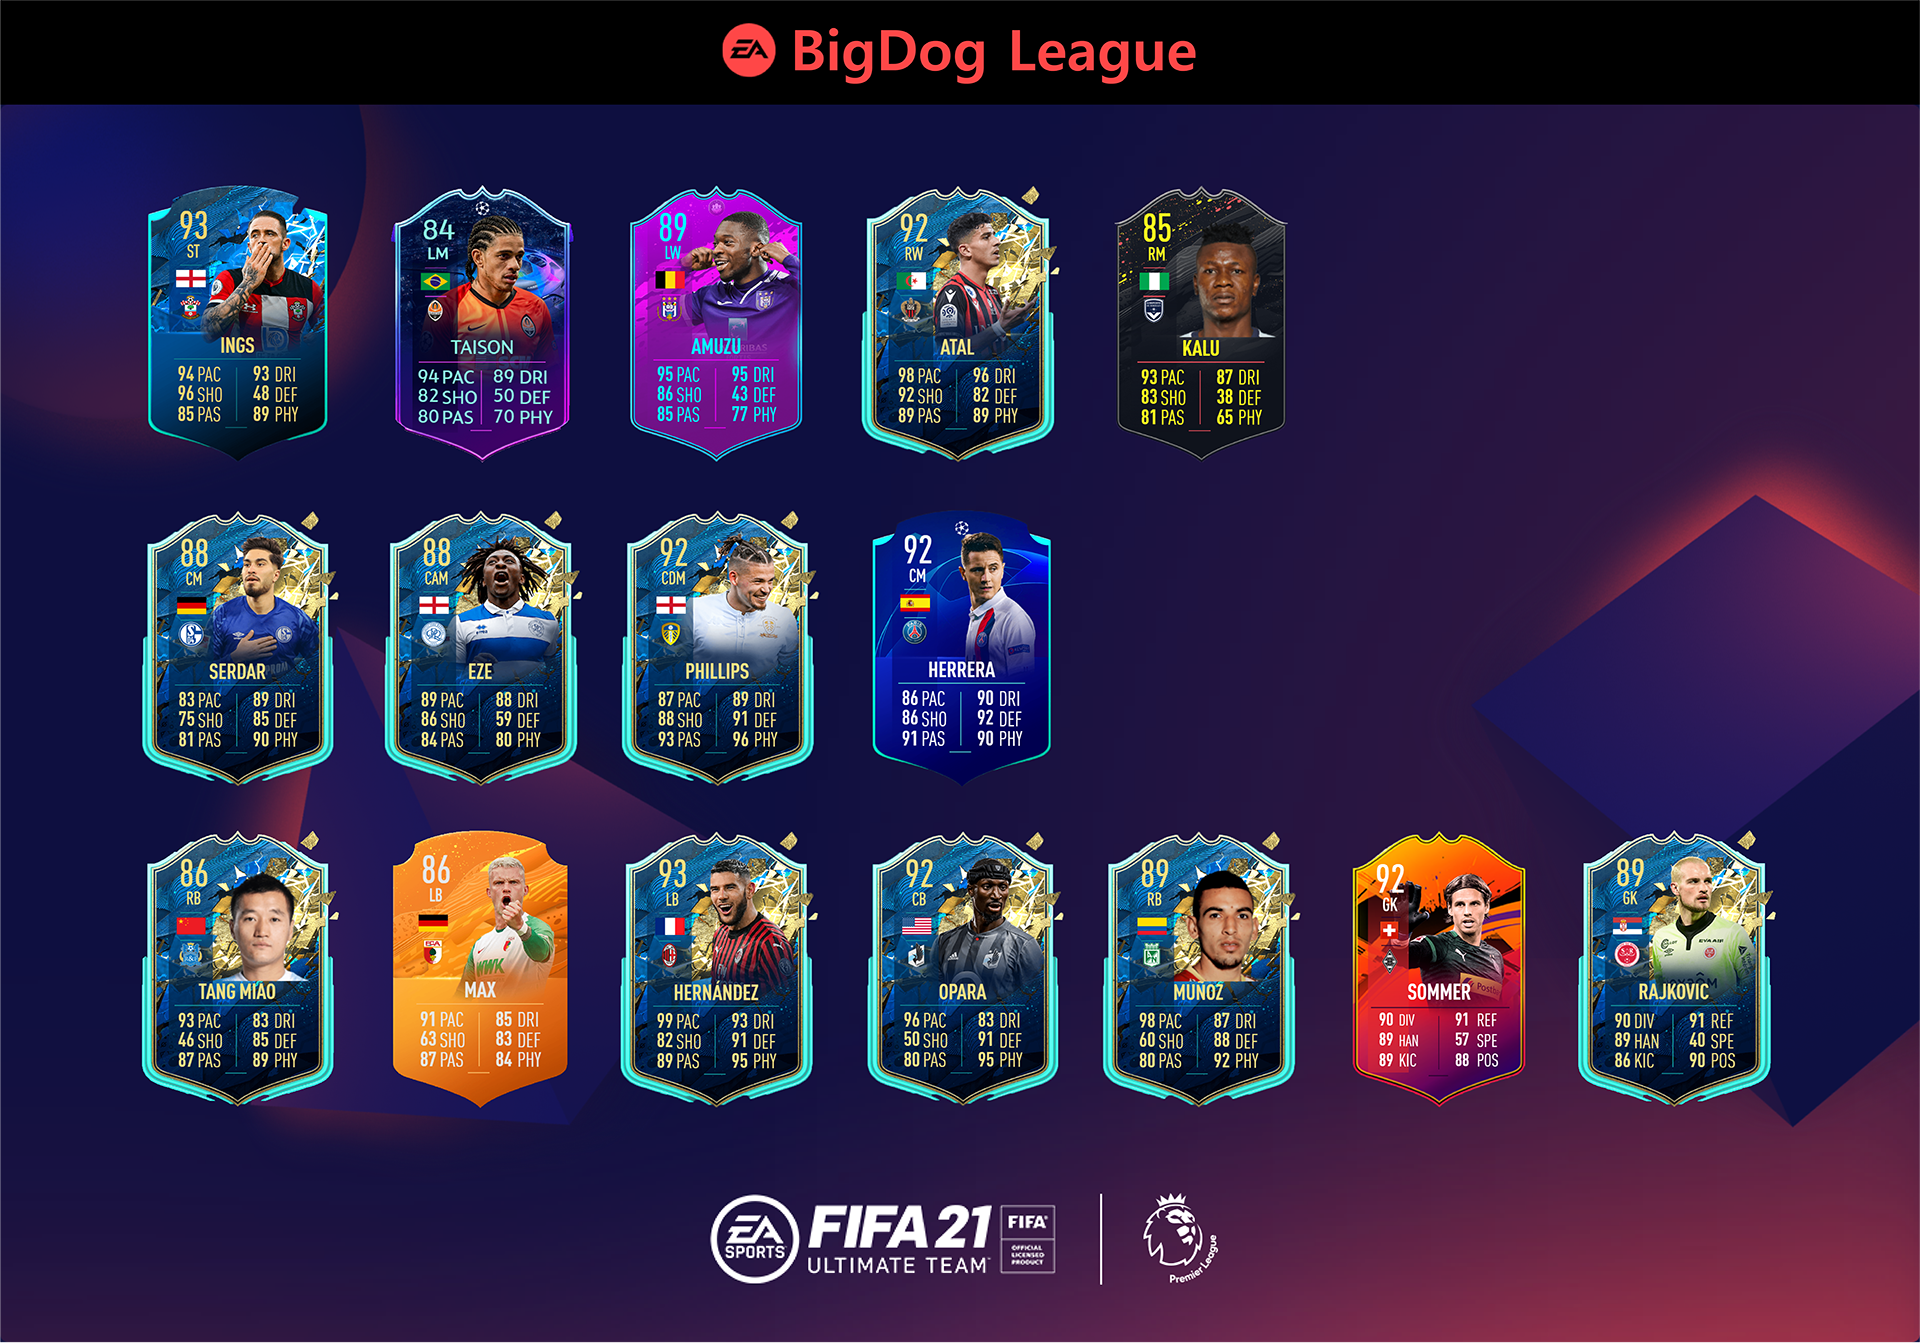 EA BigDog League
93
ST
INGS
94 PAC 93 DRI
96 SHO 48 DEF
85 PAS 89 PHY
84
LM
TAISON
94 PAC 89 DRI
82 SHO 50 DEF
80 PAS 70 PHY
89
LW
AMUZU
95 PAC 95 DRI
86 SHO 43 DEF
85 PAS 77 PHY
92
RW
ATAL
98 PAC 96 DRI
92 SHO 82 DEF
89 PAS 89 PHY
85
RM
KALU
93 PAC 87 DRI
83 SHO 38 DEF
81 PAS 65 PHY
88
CM
SERDAR
83 PAC 89 DRI
75 SHO 85 DEF
81 PAS 90 PHY
88
CAM
EZE
89 PAC 88 DRI
86 SHO 59 DEF
84 PAS 80 PHY
92
CDM
PHILLIPS
87 PAC 89 DRI
88 SHO 91 DEF
93 PAS 96 PHY
92
CM
HERRERA
86 PAC 90 DRI
86 SHO 92 DEF
91 PAS 90 PHY
86
RB
TANG MIAO
93 PAC 83 DRI
46 SHO 85 DEF
87 PAS 89 PHY
86
LB
WWK
MAX
91 PAC 85 DRI
63 SHO 83 DEF
87 PAS 84 PHY
93
LB
HERNÁNDEZ
99 PAC 93 DRI
82 SHO 91 DEF
89 PAS 95 PHY
92
CB
OPARA
96 PAC 83 DRI
50 SHO 91 DEF
80 PAS 95 PHY
89
RB
MUÑOZ
98 PAC 87 DRI
60 SHO 88 DEF
80 PAS 92 PHY
92
GK
SOMMER
90 DIV 91 REF
89 HAN 57 SPE
89 KIC 88 POS
89
GK
RAJKOVIĆ
90 DIV 91 REF
89 HAN 40 SPE
86 KIC 90 POS
EA SPORTS
FIFA 21
ULTIMATE TEAM
FIFA
OFFICIAL
LICENSED
PRODUCT
Premier League